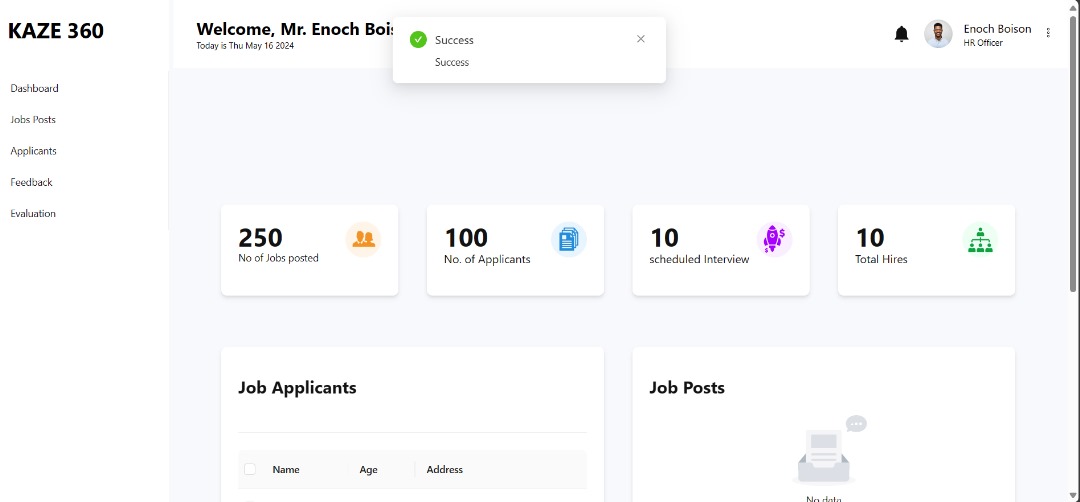 KAZE 360
Dashboard
Jobs Posts
Applicants
Feedback
Evaluation
Welcome, Mr. Enoch
Today is Thu May 16 2024
Success
Success
Enoch Boison
HR Officer
250
No of Jobs posted
100
No. of Applicants
10
scheduled Interview
10
Total Hires
Job Applicants
Name Age Address
Job Posts
No data